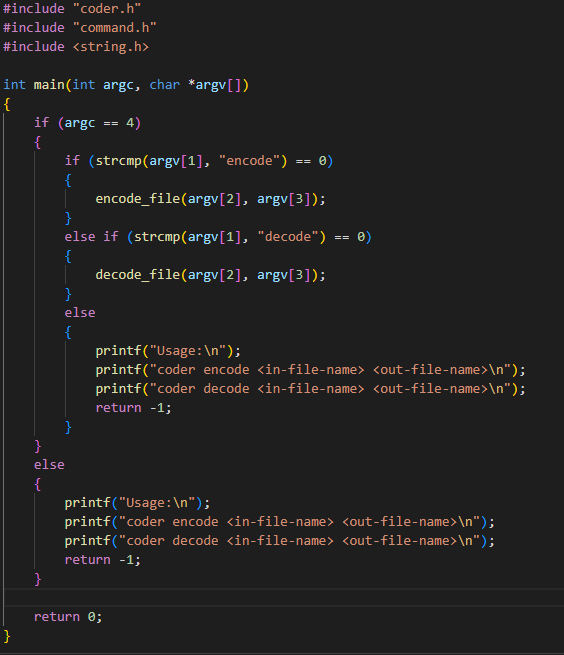 #include "coder.h"
#include "command.h"
#include <string.h>

int main(int argc, char *argv[])
{
    if (argc == 4)
    {
        if (strcmp(argv[1], "encode") == 0)
        {
            encode_file(argv[2], argv[3]);
        }
        else if (strcmp(argv[1], "decode") == 0)
        {
            decode_file(argv[2], argv[3]);
        }
        else
        {
            printf("Usage:\n");
            printf("coder encode <in-file-name> <out-file-name>\n");
            printf("coder decode <in-file-name> <out-file-name>\n");
            return -1;
        }
    }
    else
    {
        printf("Usage:\n");
        printf("coder encode <in-file-name> <out-file-name>\n");
        printf("coder decode <in-file-name> <out-file-name>\n");
        return -1;
    }

    return 0;
}